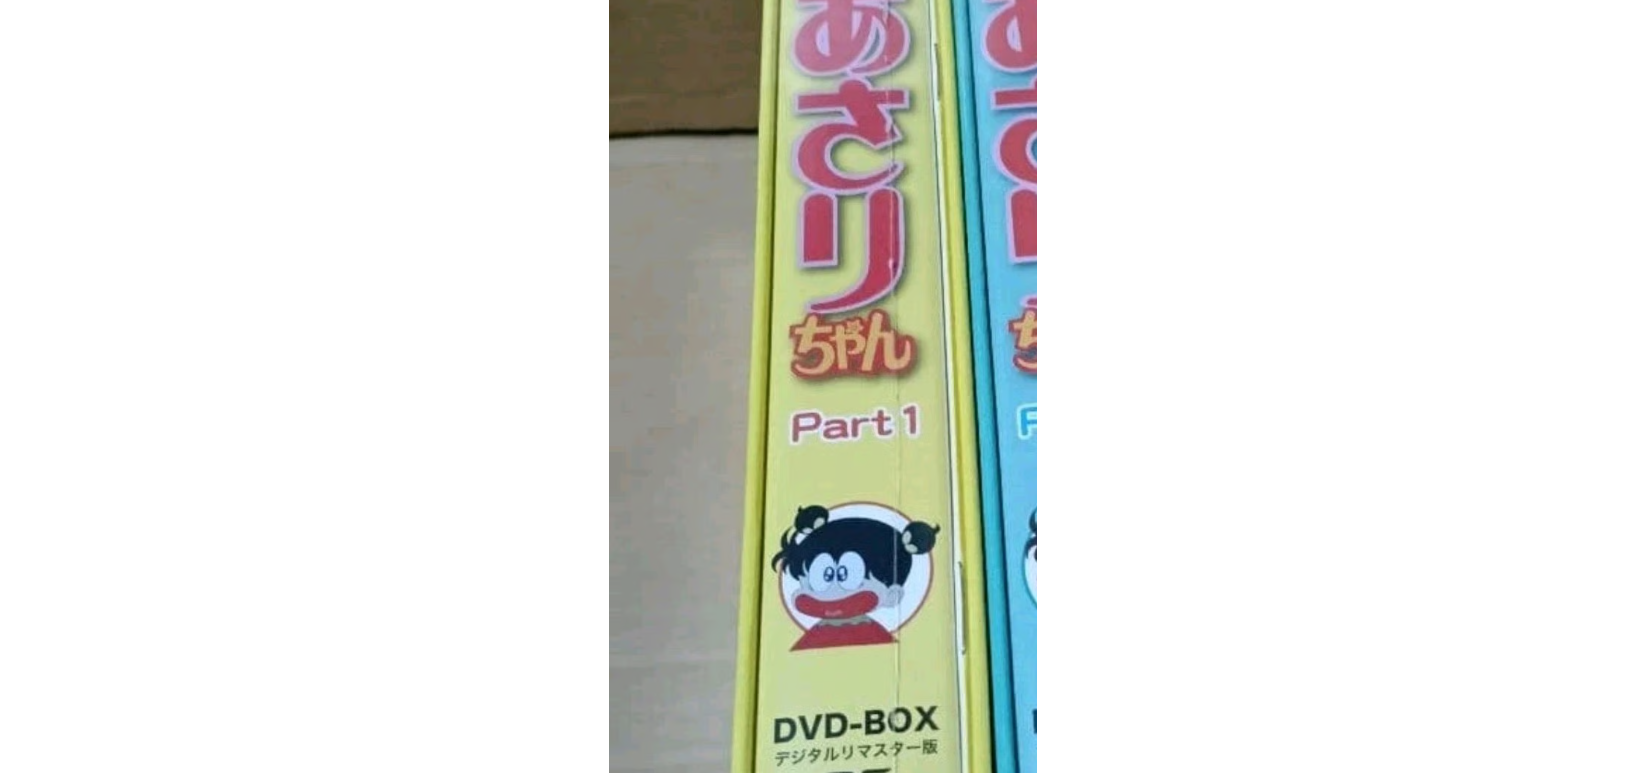 あさり
ちゃん
Part 1
DVD-BOX
デジタルリマスター版